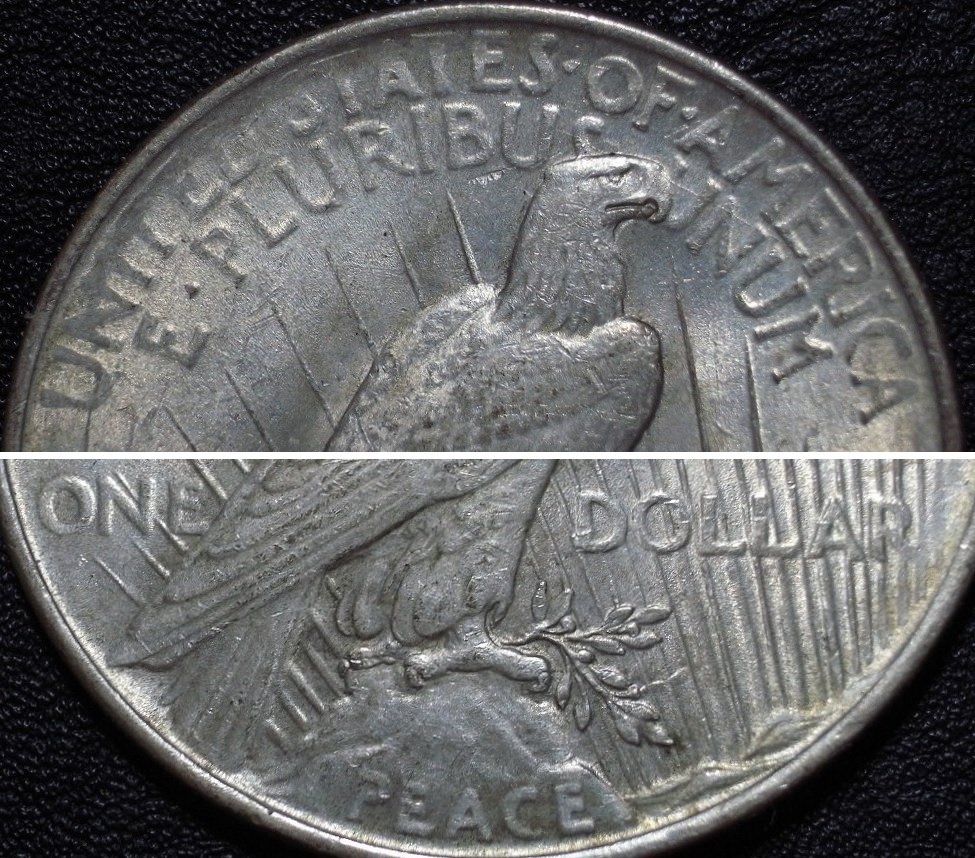 UNITED·STATES·OF·AMERICA
E·PLURIBUS UNUM
ONE DOLLAR
PEACE